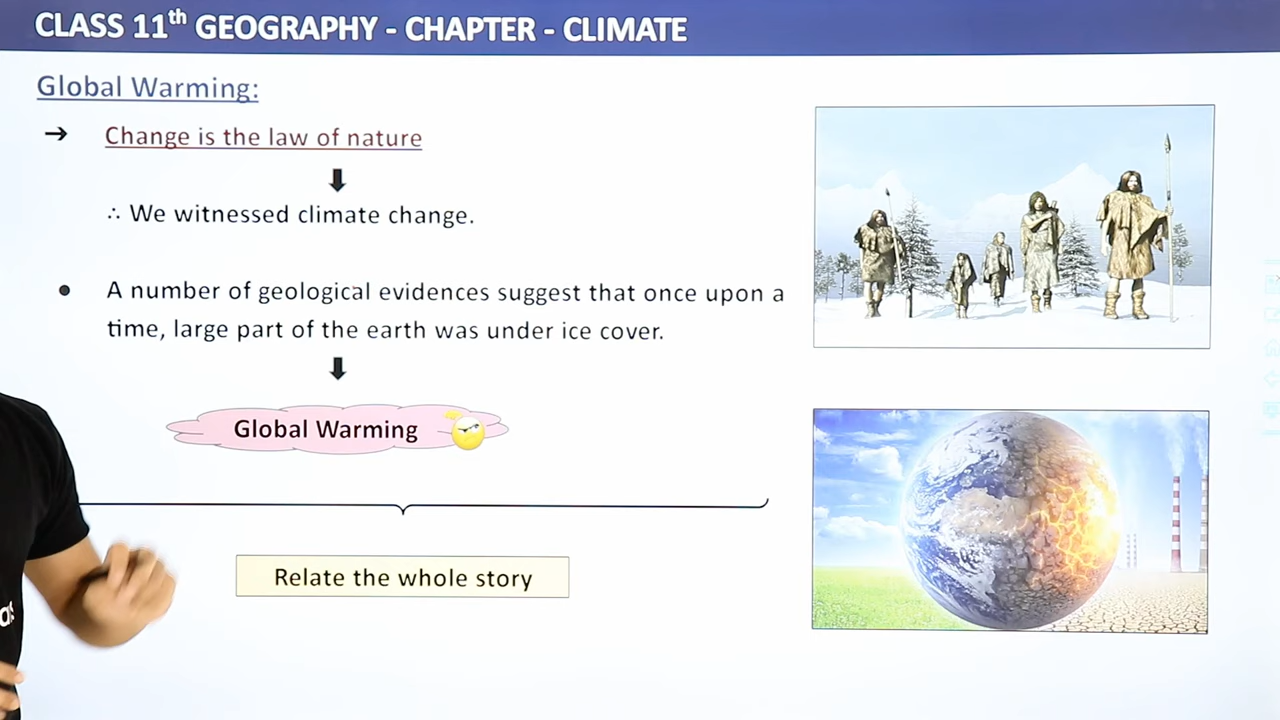 CLASS 11th GEOGRAPHY - CHAPTER - CLIMATE
Global Warming:
➔ Change is the law of nature
∴ We witnessed climate change.
● A number of geological evidences suggest that once upon a
time, large part of the earth was under ice cover.
Global Warming
Relate the whole story